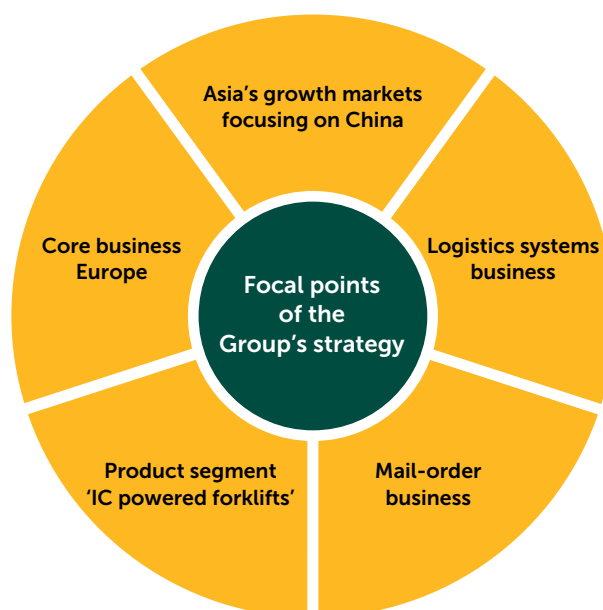 Asia’s growth markets
focusing on China
Core business
Europe
Logistics systems
business
Focal points
of the
Group’s strategy
Product segment
‘IC powered forklifts’
Mail-order
business